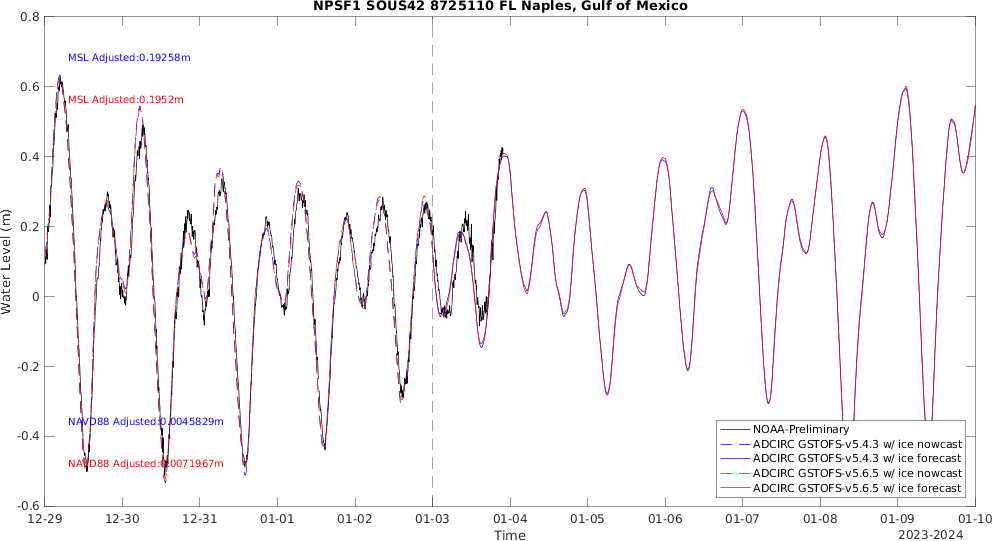 NPSF1 SOUS42 8725110 FL Naples, Gulf of Mexico
0.8
0.6
0.4
0.2
0
-0.2
-0.4
-0.6
Water Level (m)
MSL Adjusted:0.19258m
MSL Adjusted:0.1952m
NAVD88 Adjusted:0.0045829m
NAVD88 Adjusted:0.0071967m
NOAA-Preliminary
ADCIRC GSTOFS-v5.4.3 w/ ice nowcast
ADCIRC GSTOFS-v5.4.3 w/ ice forecast
ADCIRC GSTOFS-v5.6.5 w/ ice nowcast
ADCIRC GSTOFS-v5.6.5 w/ ice forecast
12-29 12-30 12-31 01-01 01-02 01-03 01-04 01-05 01-06 01-07 01-08 01-09 01-10
Time
2023-2024